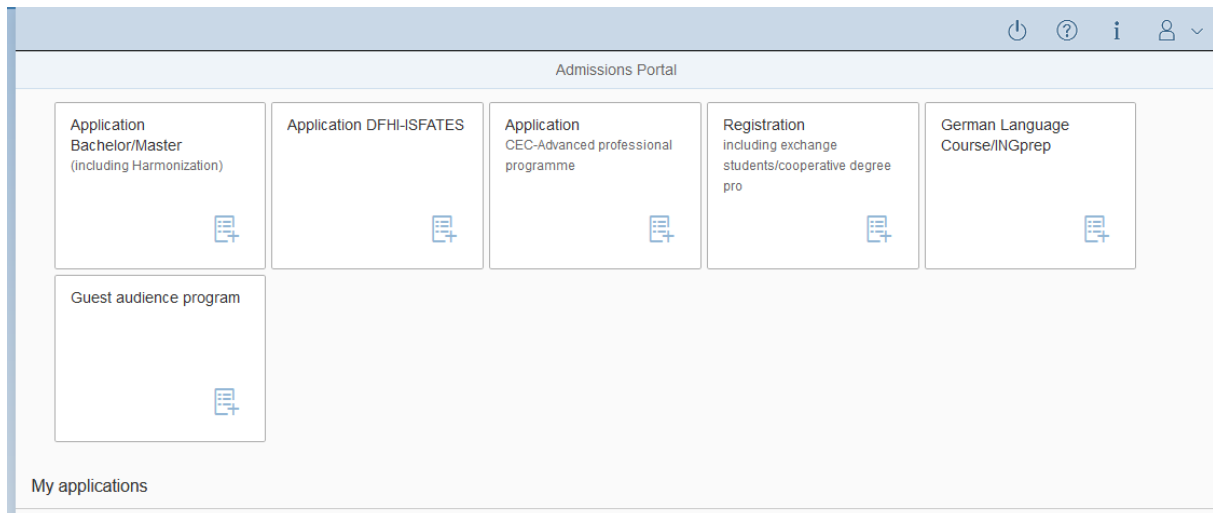 Admissions Portal
Application
Bachelor/Master
(including Harmonization)
Application DFHI-ISFATES
Application
CEC-Advanced professional
programme
Registration
including exchange
students/cooperative degree
pro
German Language
Course/INGprep
Guest audience program
My applications